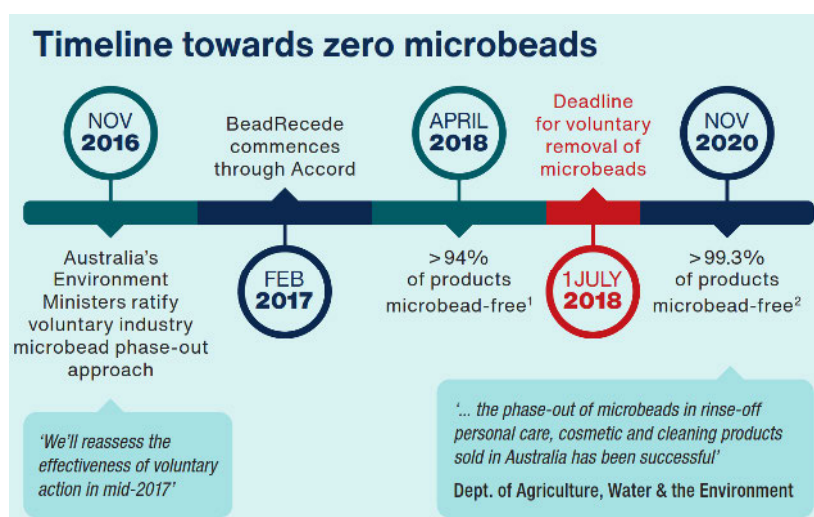 Timeline towards zero microbeads
NOV
2016
Australia's
Environment
Ministers ratify
voluntary industry
microbead phase-out
approach
'We'll reassess the
effectiveness of voluntary
action in mid-2017'
BeadRecede
commences
through Accord
FEB
2017
APRIL
2018
>94%
of products
microbead-free¹
Deadline
for voluntary
removal of
microbeads
1 JULY
2018
NOV
2020
>99.3%
of products
microbead-free²
'... the phase-out of microbeads in rinse-off
personal care, cosmetic and cleaning products
sold in Australia has been successful'
Dept. of Agriculture, Water & the Environment